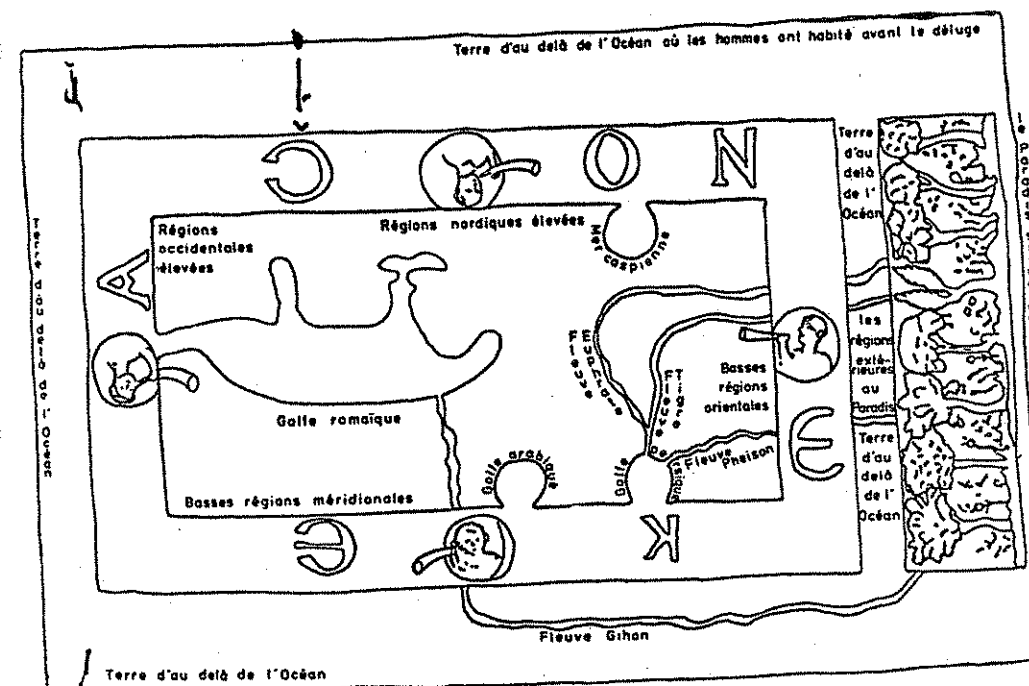 Terre d'au delà de l'Océan où les hommes ont habité avant le déluge
C O N
Terre
d'au
delà
de l'
Océan
le Paradis
Régions
occidentales
élevées
Régions nordiques élevées
Mer caspienne
A
Terre d'au delà de l'Océan
Fleuve
Euphrate
Fleuve de
Tigre
Basses
régions
orientales
les
régions
exté-
rieures
au
Paradis
Golfe romaïque
Golfe arabique
Golfe
Fleuve Pheison
ω
Terre
d'au
delà
de l'
Océan
Basses régions méridionales
Є K
Fleuve Gihon
Terre d'au delà de l'Océan